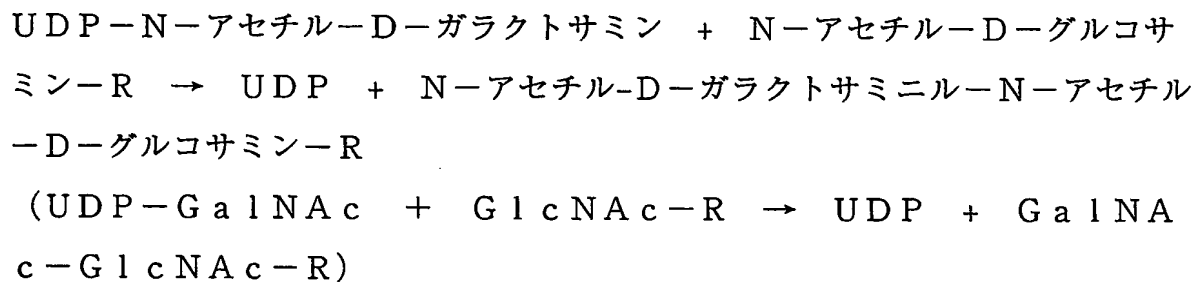 UDP－N－アセチル－D－ガラクトサミン + N－アセチル－D－グルコサ
ミン－R → UDP + N－アセチル-D－ガラクトサミニル－N－アセチル
－D－グルコサミン－R
(UDP－GalNAc + GlcNAc－R → UDP + GalNA
c－GlcNAc－R)